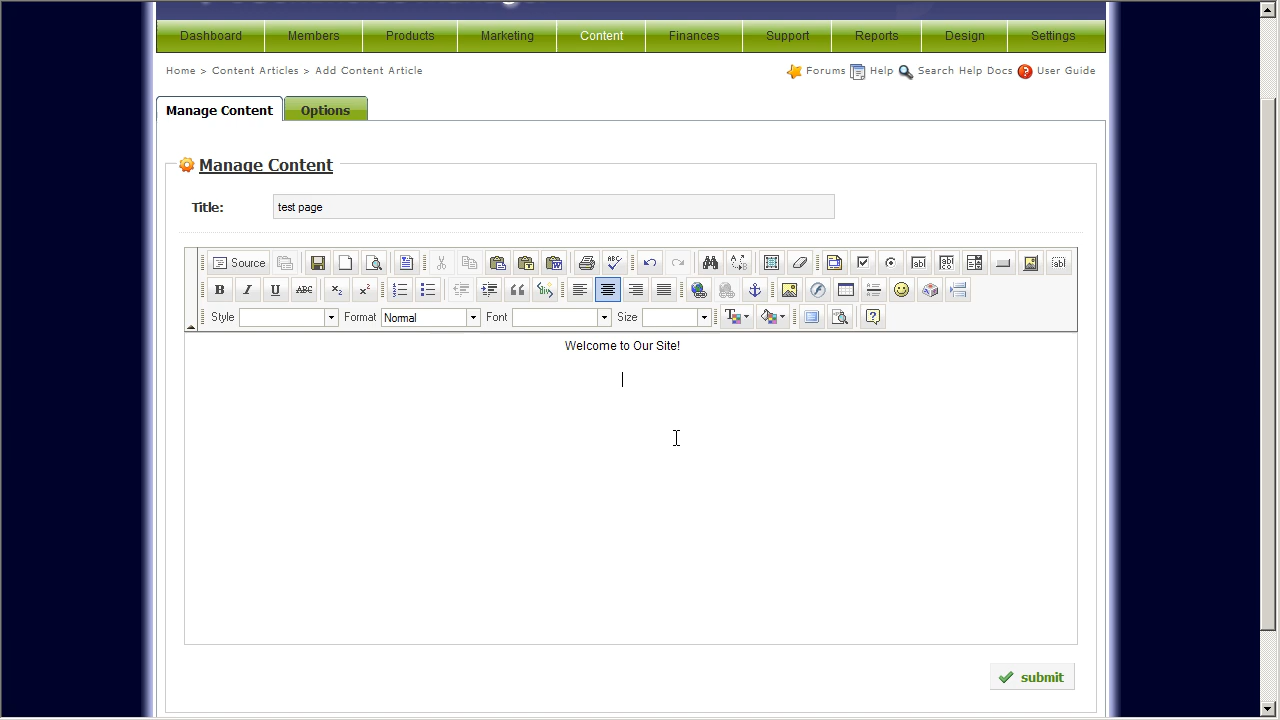 Dashboard Members Products Marketing Content Finances Support Reports Design Settings
Home > Content Articles > Add Content Article Forums Help Search Help Docs User Guide
Manage Content Options
Manage Content
Title: test page
Source
Style Format Normal Font Size
Welcome to Our Site!
submit